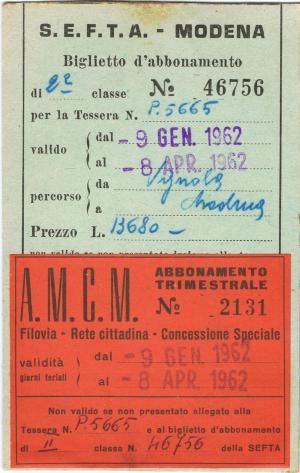 S.E.F.T.A. - MODENA
Biglietto d'abbonamento
di 2ª classe № 46756
per la Tessera N. P.5665
valido dal - 9 GEN. 1962
al - 8 APR. 1962
percorso da Vignola
a Modena
Prezzo L. 13680 -
A.M.C.M. ABBONAMENTO
TRIMESTRALE
№ 2131
Filovia - Rete cittadina - Concessione Speciale
validità dal - 9 GEN. 1962
giorni feriali al - 8 APR. 1962
Non valido se non presentato allegato alla
Tessera N. P.5665 e al biglietto d'abbonamento
di II classe N. 46756 della SEFTA